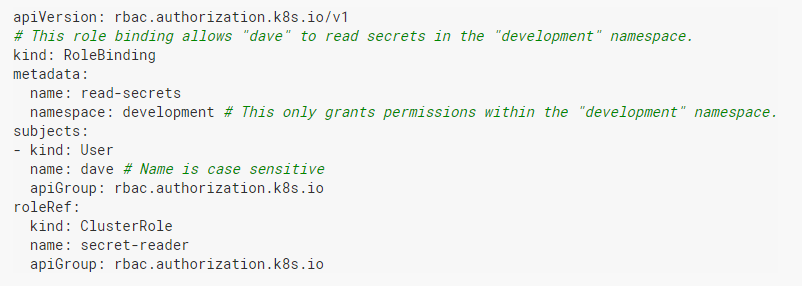 apiVersion: rbac.authorization.k8s.io/v1
# This role binding allows "dave" to read secrets in the "development" namespace.
kind: RoleBinding
metadata:
  name: read-secrets
  namespace: development # This only grants permissions within the "development" namespace.
subjects:
- kind: User
  name: dave # Name is case sensitive
  apiGroup: rbac.authorization.k8s.io
roleRef:
  kind: ClusterRole
  name: secret-reader
  apiGroup: rbac.authorization.k8s.io